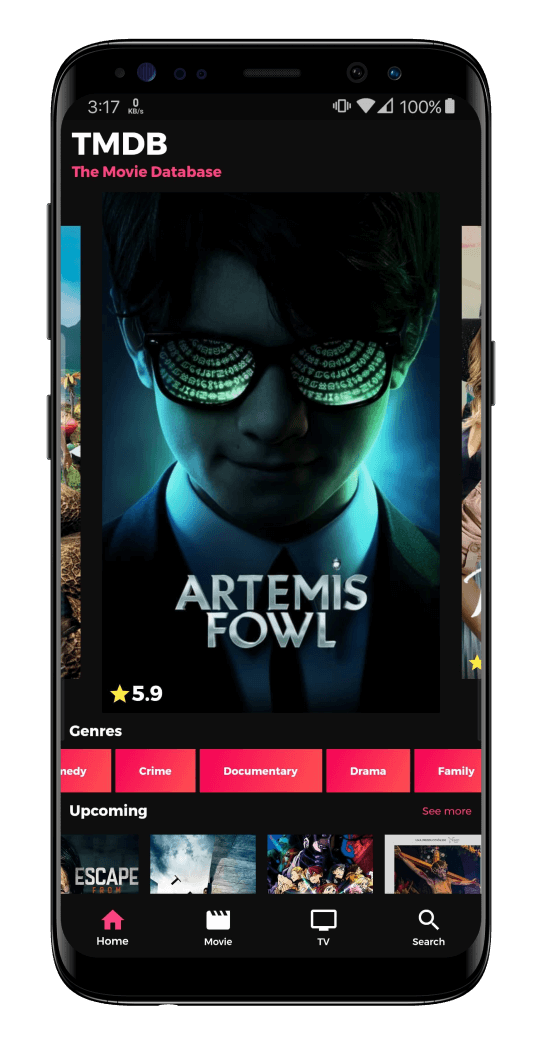 3:17 0 KB/s 100%
TMDB
The Movie Database
ARTEMIS
FOWL
5.9
Genres
medy Crime Documentary Drama Family
Upcoming See more
ESCAPE
FROM
Home Movie TV Search